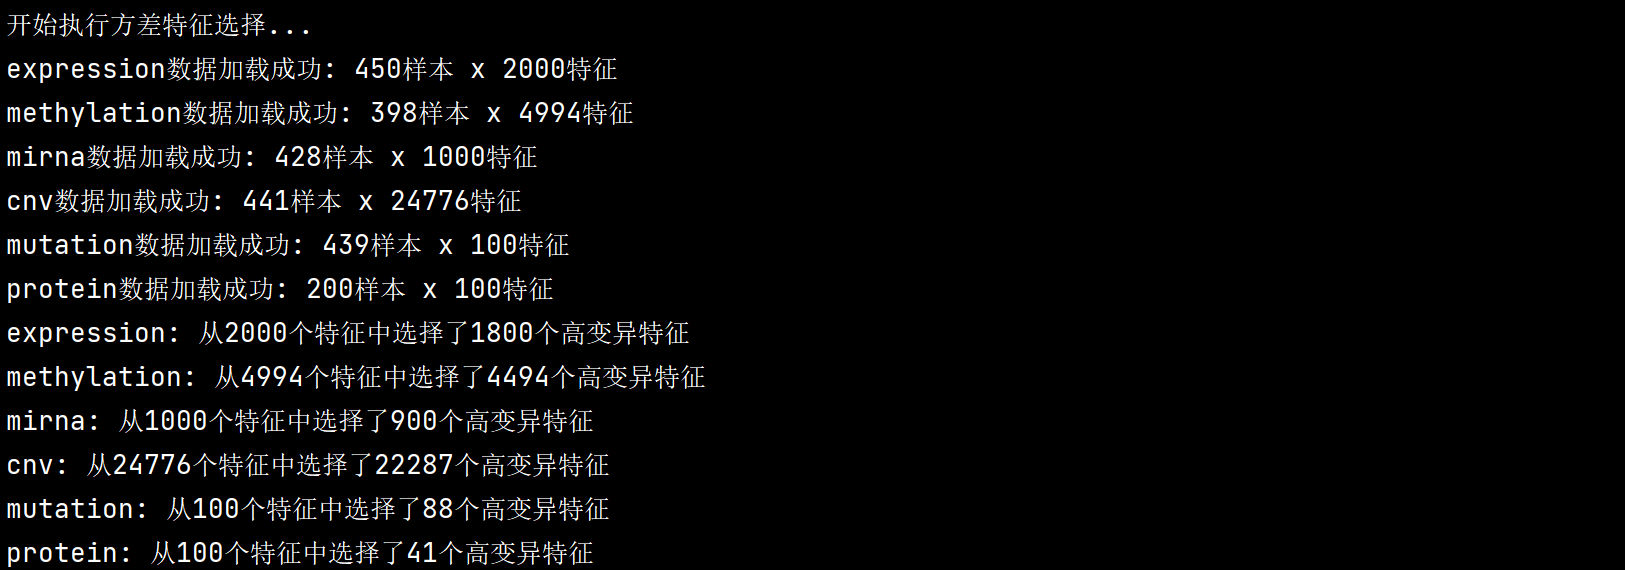 开始执行方差特征选择...
expression数据加载成功: 450样本 x 2000特征
methylation数据加载成功: 398样本 x 4994特征
mirna数据加载成功: 428样本 x 1000特征
cnv数据加载成功: 441样本 x 24776特征
mutation数据加载成功: 439样本 x 100特征
protein数据加载成功: 200样本 x 100特征
expression: 从2000个特征中选择了1800个高变异特征
methylation: 从4994个特征中选择了4494个高变异特征
mirna: 从1000个特征中选择了900个高变异特征
cnv: 从24776个特征中选择了22287个高变异特征
mutation: 从100个特征中选择了88个高变异特征
protein: 从100个特征中选择了41个高变异特征